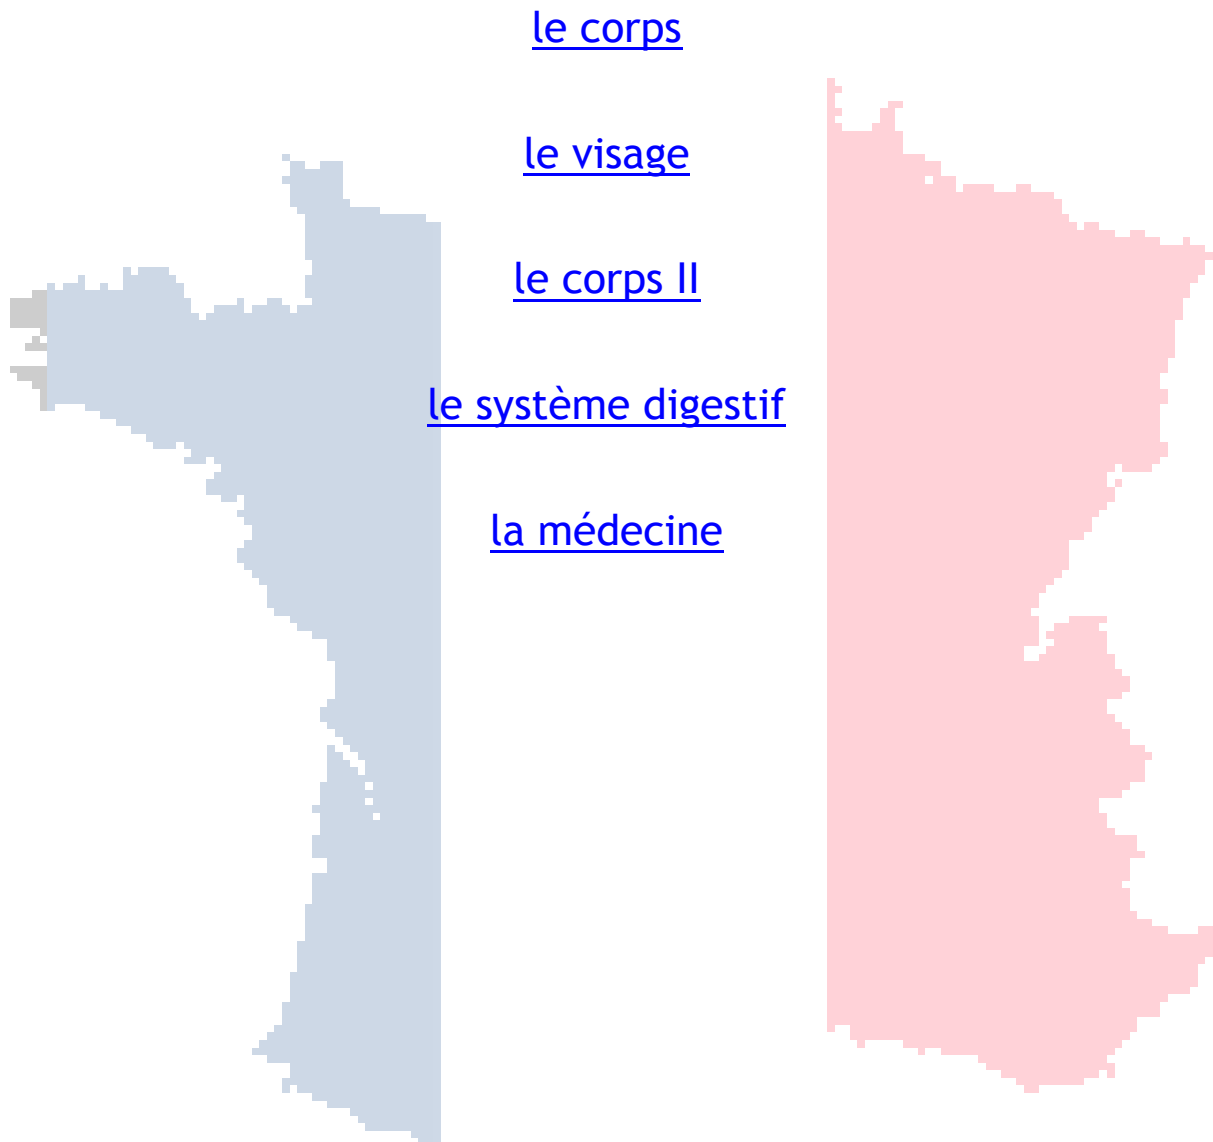 le corps
le visage
le corps II
le système digestif
la médecine